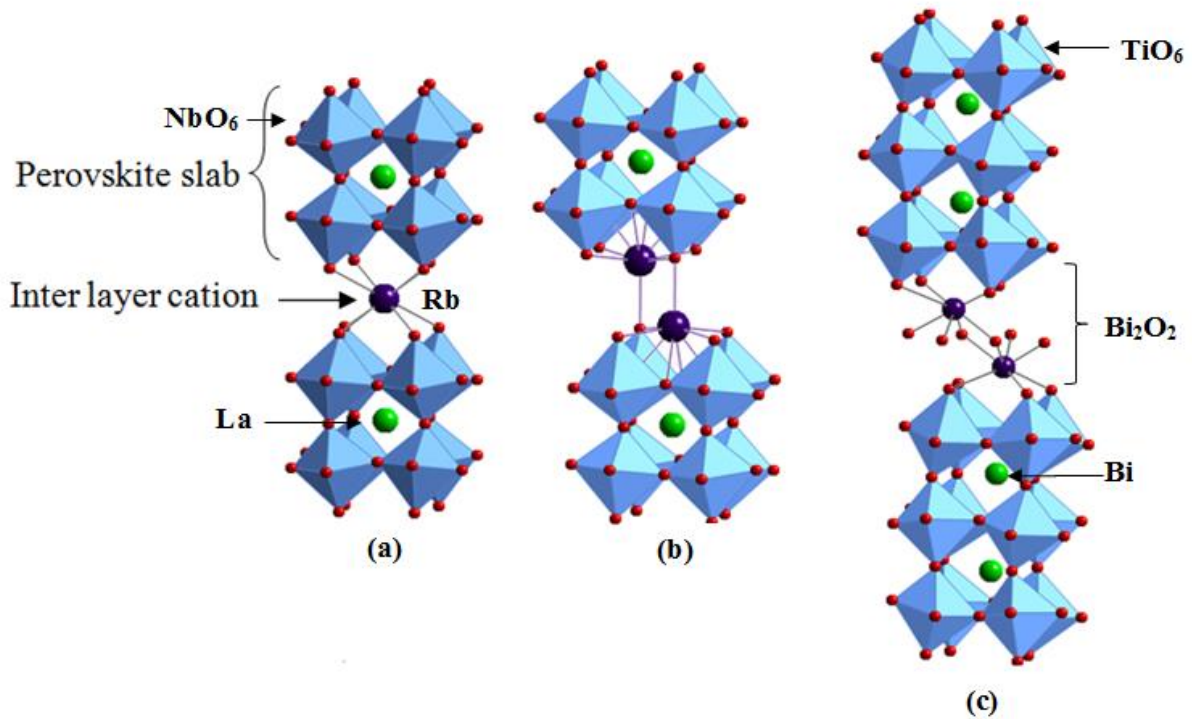 NbO₆
Perovskite slab
Inter layer cation
Rb
La
(a)
(b)
TiO₆
Bi₂O₂
Bi
(c)